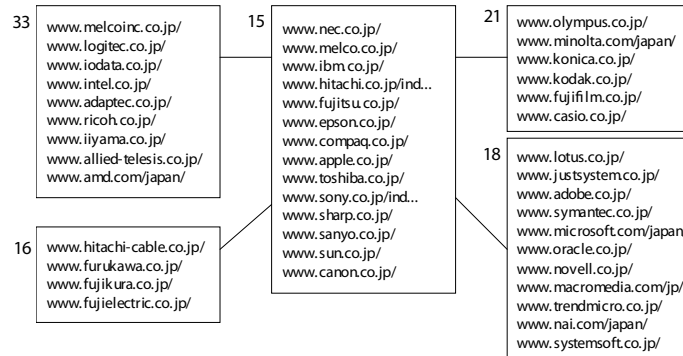 33
www.melcoinc.co.jp/
www.logitec.co.jp/
www.iodata.co.jp/
www.intel.co.jp/
www.adaptec.co.jp/
www.ricoh.co.jp/
www.iiyama.co.jp/
www.allied-telesis.co.jp/
www.amd.com/japan/
16
www.hitachi-cable.co.jp/
www.furukawa.co.jp/
www.fujikura.co.jp/
www.fujielectric.co.jp/
15
www.nec.co.jp/
www.melco.co.jp/
www.ibm.co.jp/
www.hitachi.co.jp/ind...
www.fujitsu.co.jp/
www.epson.co.jp/
www.compaq.co.jp/
www.apple.co.jp/
www.toshiba.co.jp/
www.sony.co.jp/ind...
www.sharp.co.jp/
www.sanyo.co.jp/
www.sun.co.jp/
www.canon.co.jp/
21
www.olympus.co.jp/
www.minolta.com/japan/
www.konica.co.jp/
www.kodak.co.jp/
www.fujifilm.co.jp/
www.casio.co.jp/
18
www.lotus.co.jp/
www.justsystem.co.jp/
www.adobe.co.jp/
www.symantec.co.jp/
www.microsoft.com/japan
www.oracle.co.jp/
www.novell.co.jp/
www.macromedia.com/jp/
www.trendmicro.co.jp/
www.nai.com/japan/
www.systemsoft.co.jp/